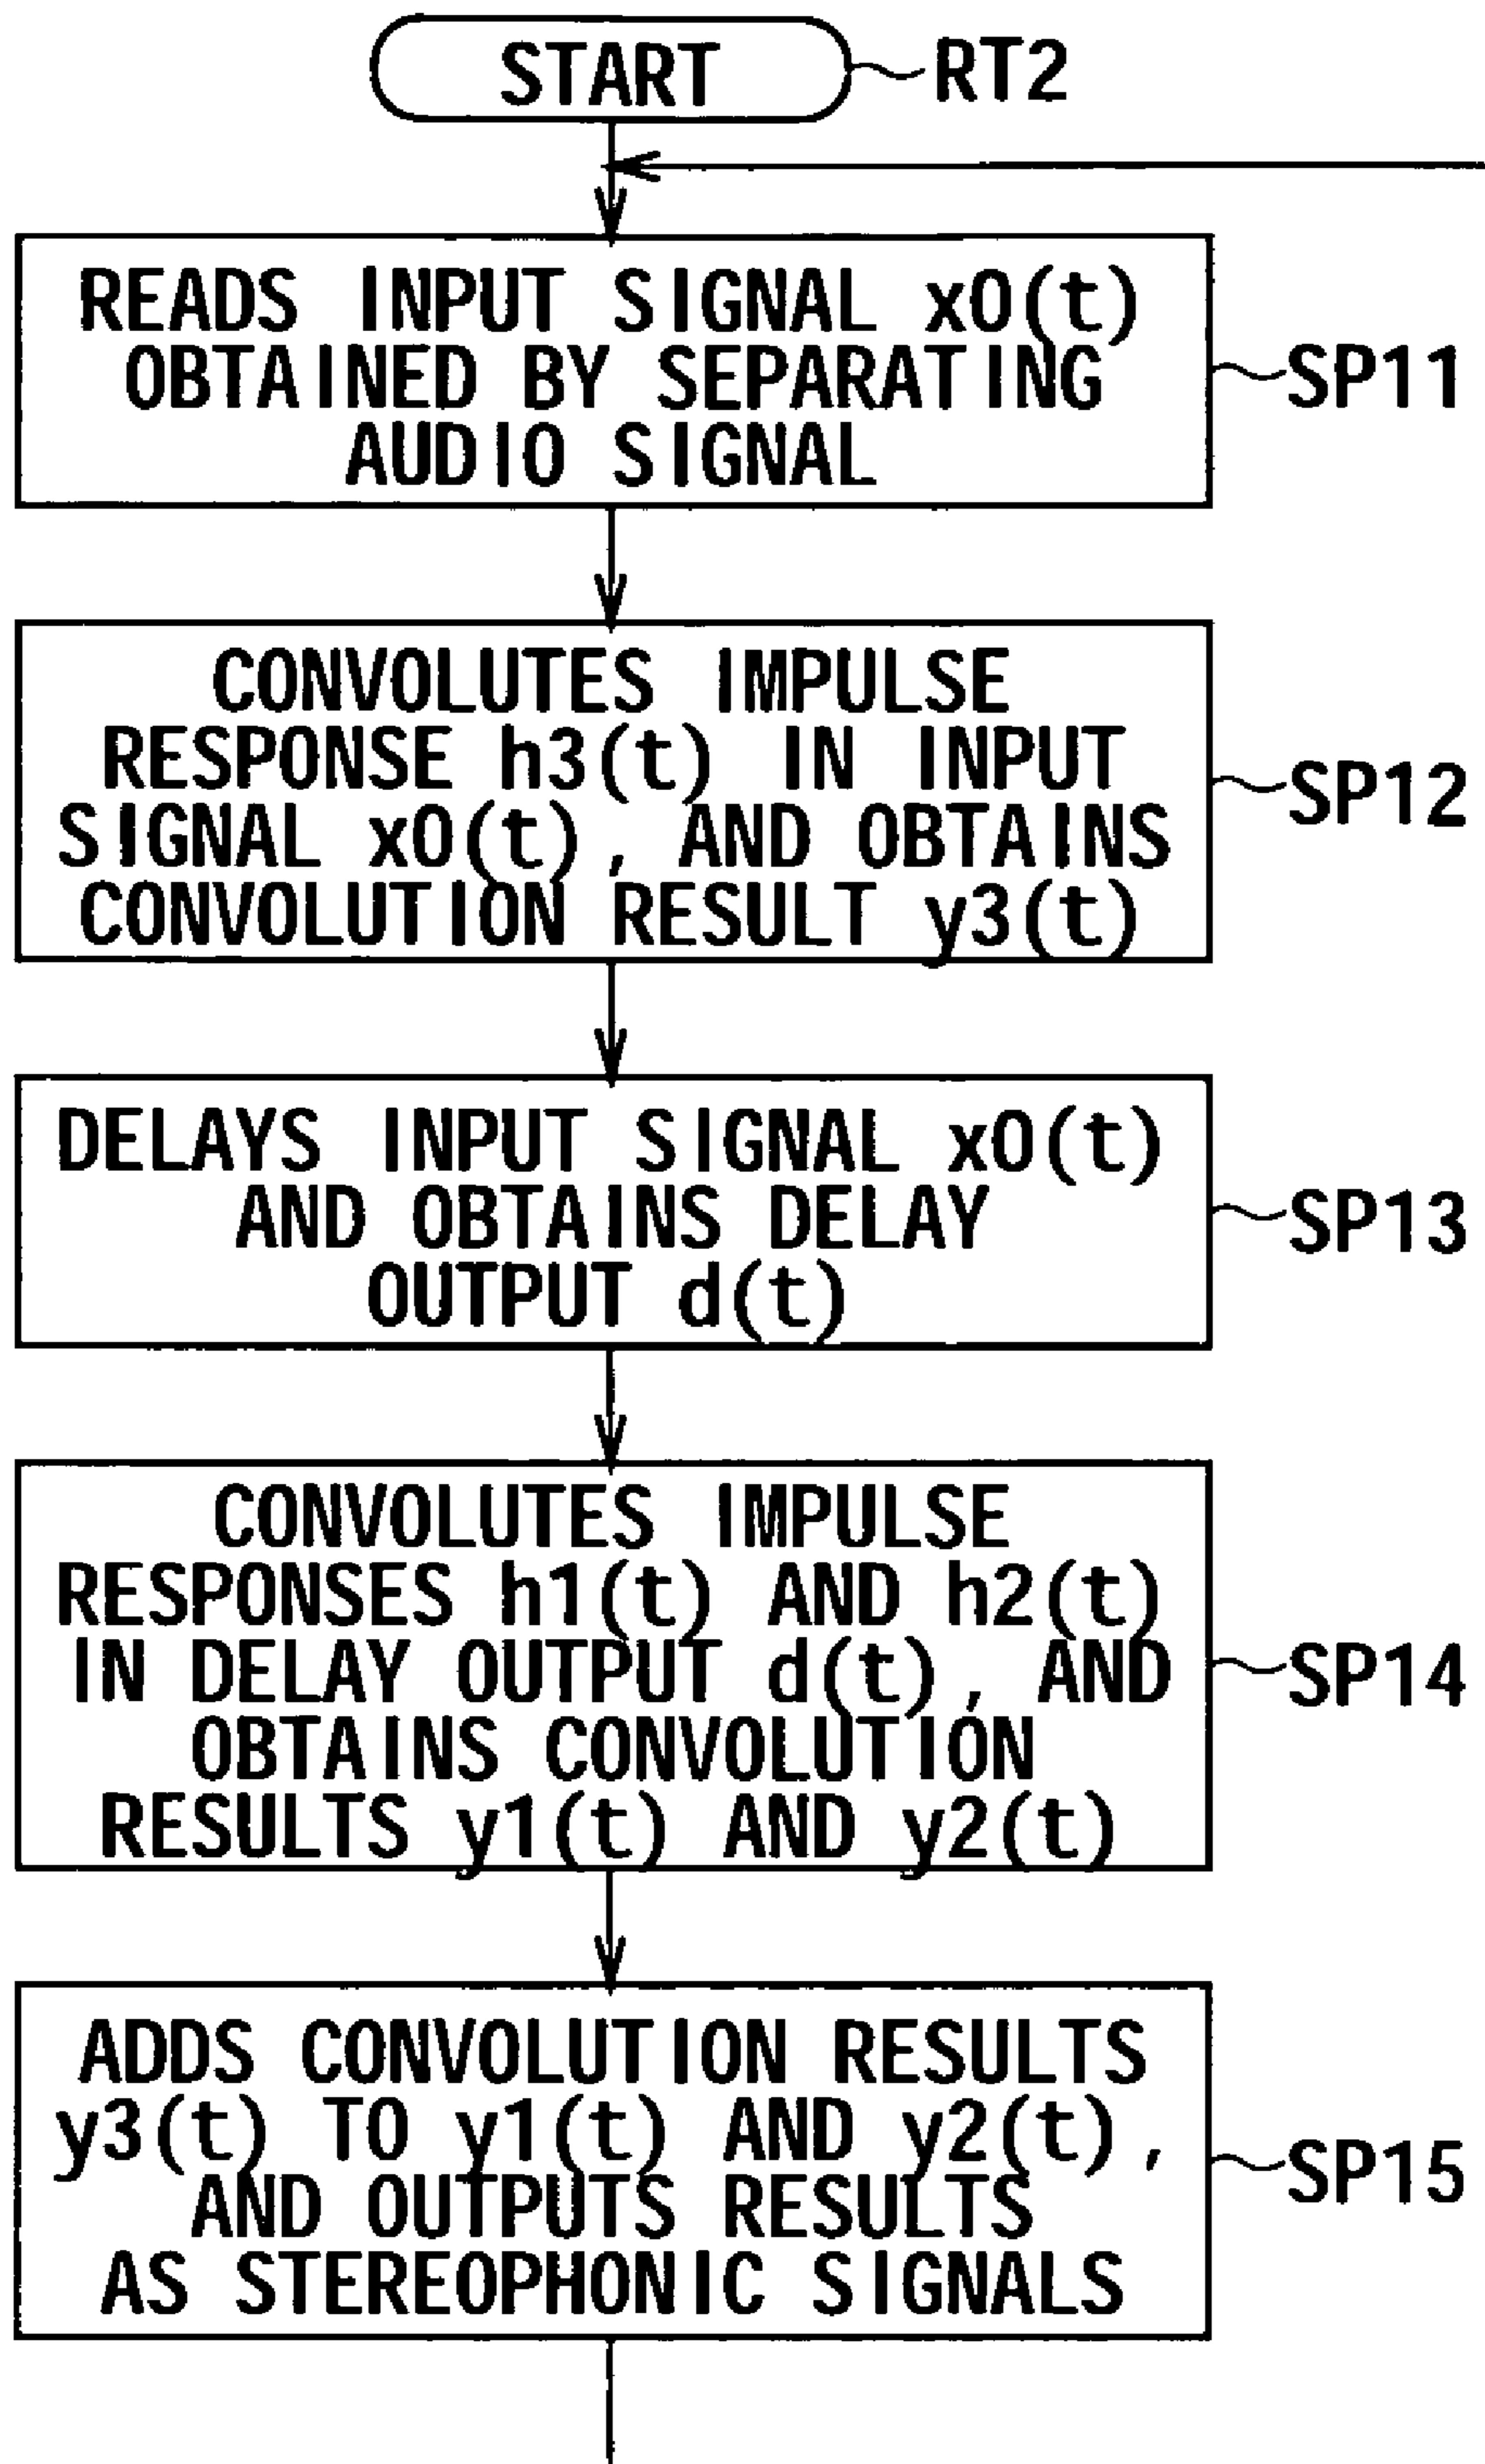 START
RT2
READS INPUT SIGNAL x0(t)
OBTAINED BY SEPARATING
AUDIO SIGNAL
SP11
CONVOLUTES IMPULSE
RESPONSE h3(t) IN INPUT
SIGNAL x0(t), AND OBTAINS
CONVOLUTION RESULT y3(t)
SP12
DELAYS INPUT SIGNAL x0(t)
AND OBTAINS DELAY
OUTPUT d(t)
SP13
CONVOLUTES IMPULSE
RESPONSES h1(t) AND h2(t)
IN DELAY OUTPUT d(t), AND
OBTAINS CONVOLUTION
RESULTS y1(t) AND y2(t)
SP14
ADDS CONVOLUTION RESULTS
y3(t) TO y1(t) AND y2(t),
AND OUTPUTS RESULTS
AS STEREOPHONIC SIGNALS
SP15